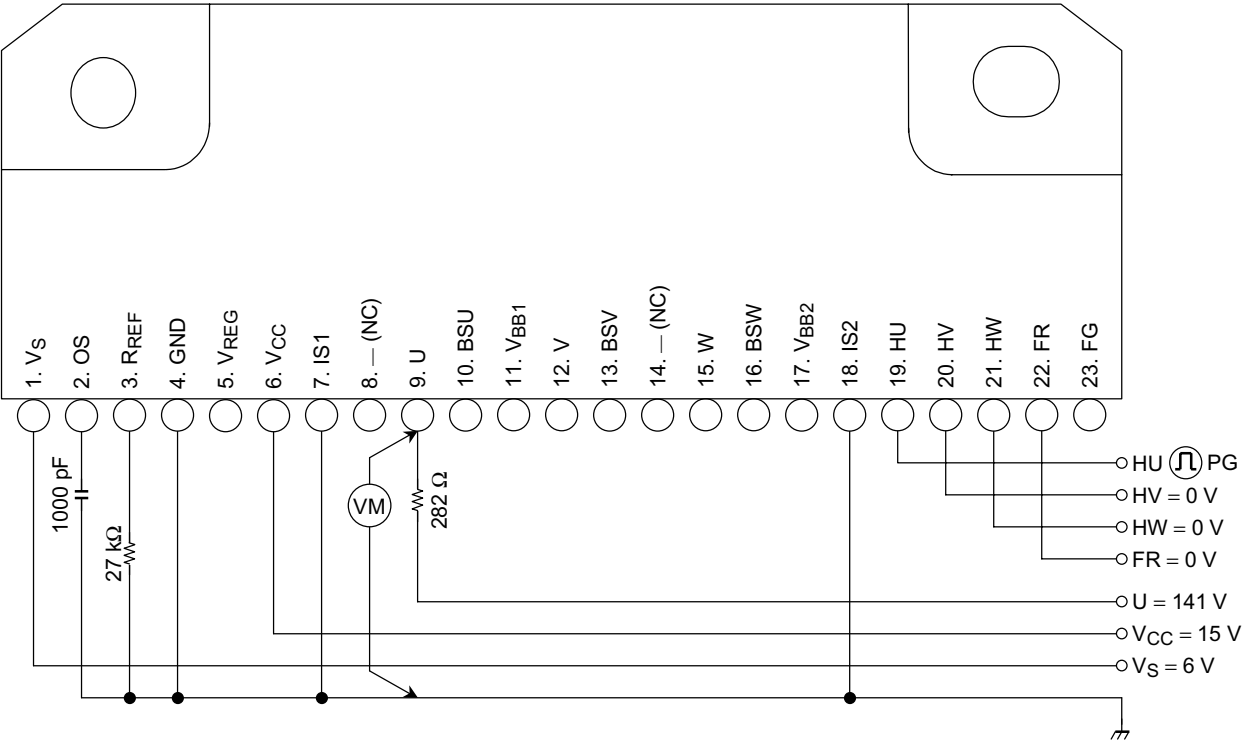 1. VS
2. OS
3. RREF
4. GND
5. VREG
6. VCC
7. IS1
8. — (NC)
9. U
10. BSU
11. VBB1
12. V
13. BSV
14. — (NC)
15. W
16. BSW
17. VBB2
18. IS2
19. HU
20. HV
21. HW
22. FR
23. FG
1000 pF
27 kΩ
VM
282 Ω
HU PG
HV = 0 V
HW = 0 V
FR = 0 V
U = 141 V
VCC = 15 V
VS = 6 V